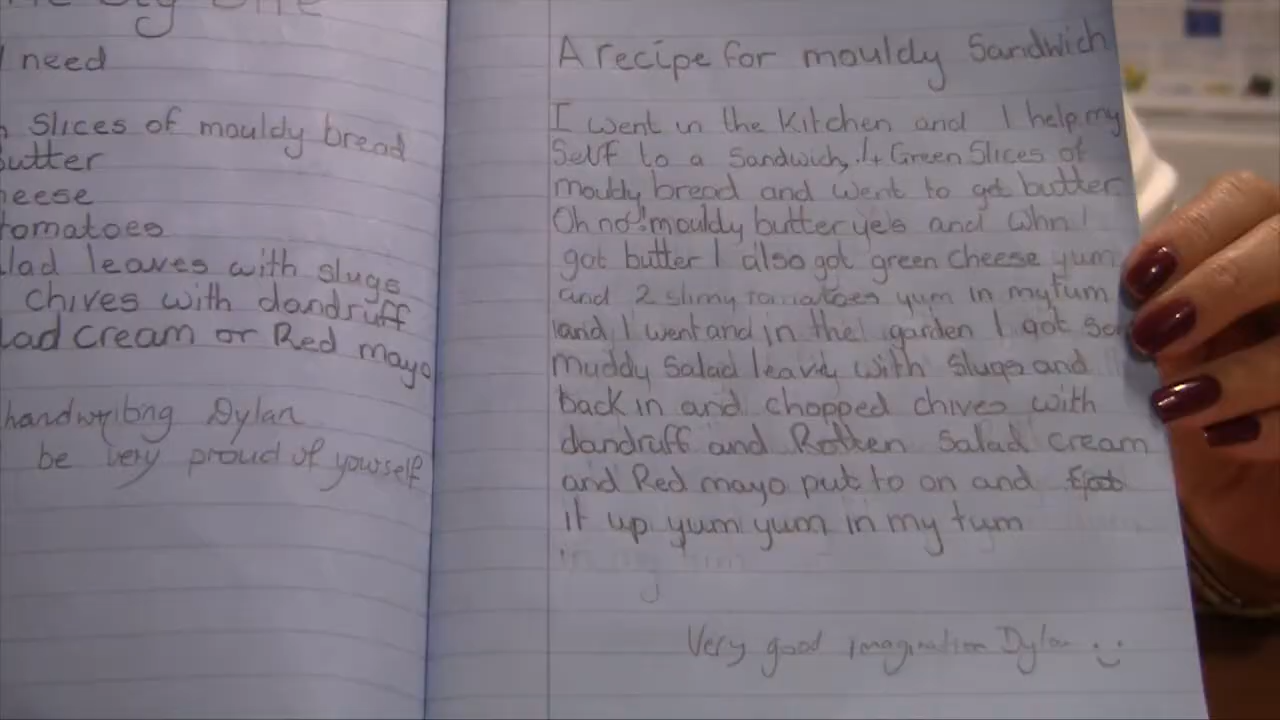 need
Slices of mouldy bread
utter
heese
tomatoes
lad leaves with slugs
chives with dandruff
lad cream or Red mayo
handwriting Dylan
be very proud of yourself
A recipe for mouldy Sandwich
I went in the Kitchen and I help my
Self to a Sandwich, 4 Green Slices of
mouldy bread and went to get butter
Oh no! mouldy butter yes and whn I
got butter I also got green cheese yum
and 2 slimy tomatoes yum in my tum
and I went and in the garden I got So
muddy Salad leavs with Slugs and
back in and chopped chives with
dandruff and Rotten Salad cream
and Red mayo put to on and
it up yum yum in my tum
Very good imagination Dylan